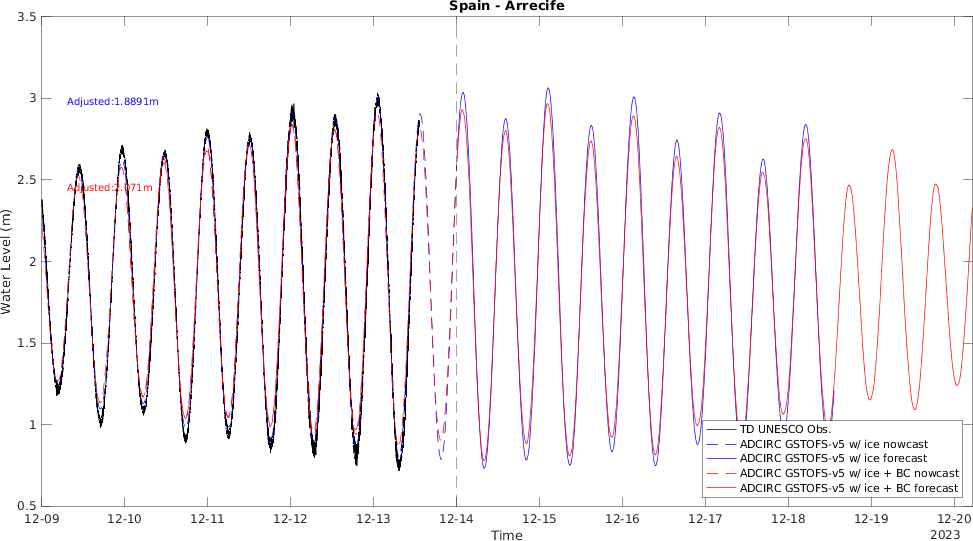 Spain - Arrecife
3.5
3
2.5
2
1.5
1
0.5
Water Level (m)
Adjusted:1.8891m
Adjusted:2.071m
TD UNESCO Obs.
ADCIRC GSTOFS-v5 w/ ice nowcast
ADCIRC GSTOFS-v5 w/ ice forecast
ADCIRC GSTOFS-v5 w/ ice + BC nowcast
ADCIRC GSTOFS-v5 w/ ice + BC forecast
12-09 12-10 12-11 12-12 12-13 12-14 12-15 12-16 12-17 12-18 12-19 12-20
Time
2023